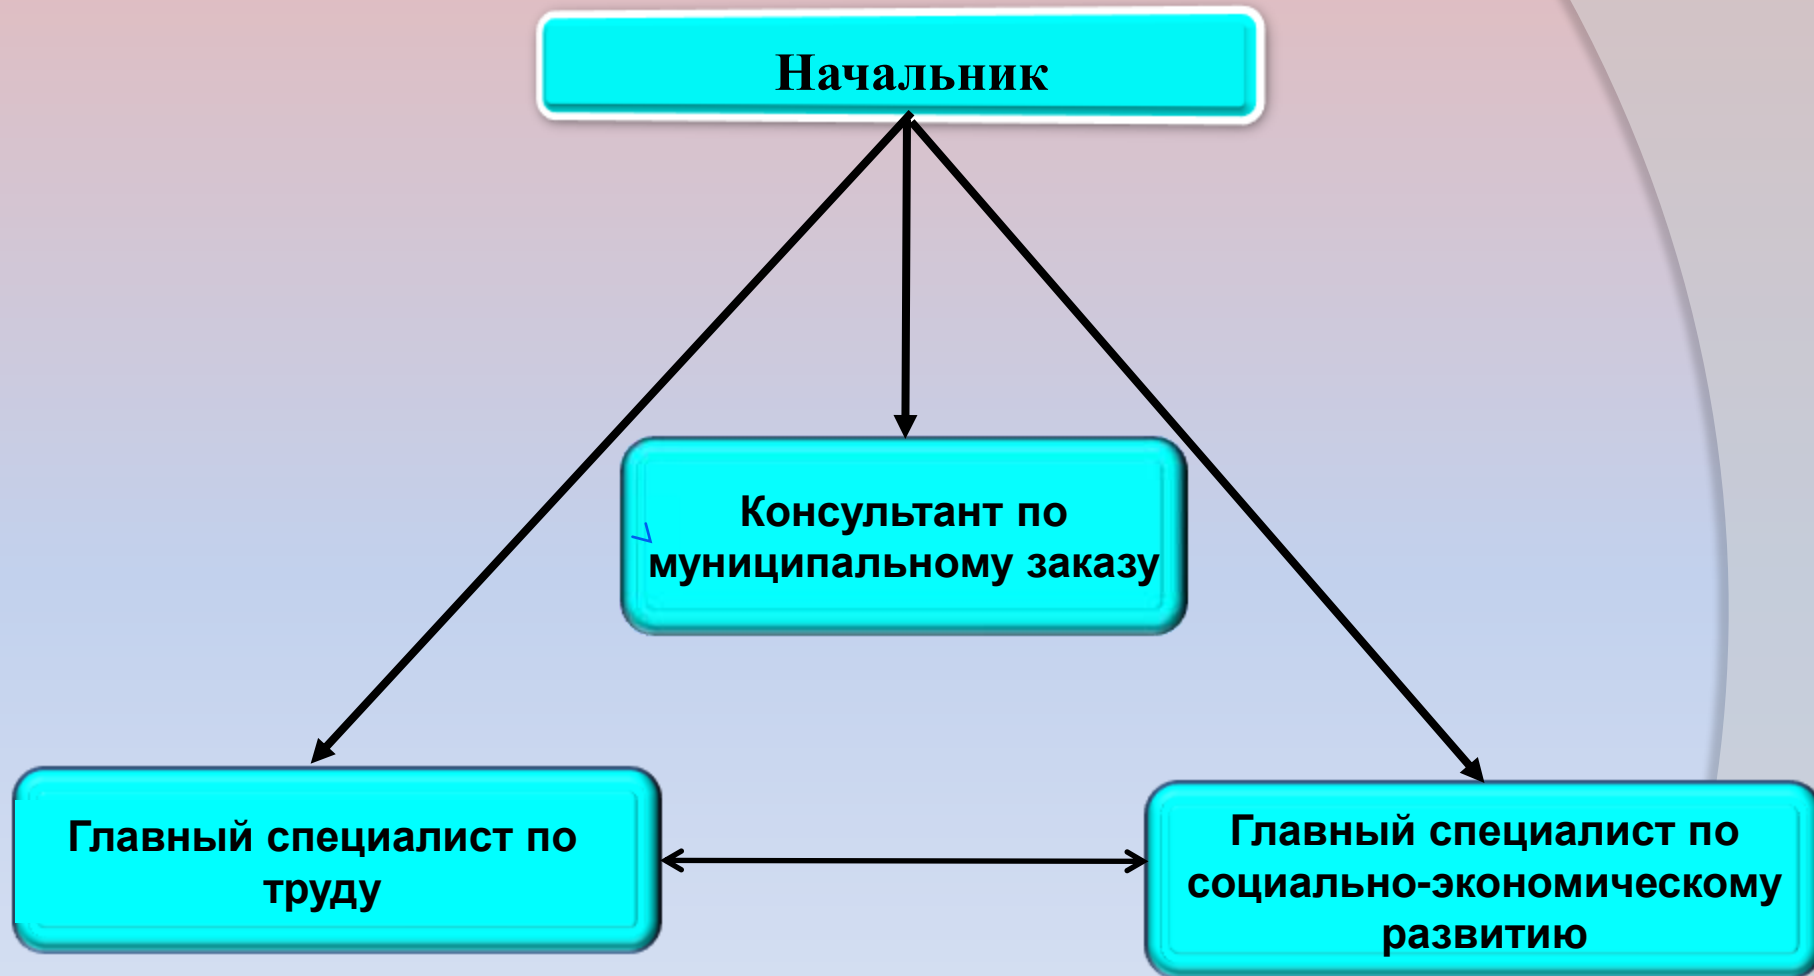 Начальник
Консультант по
муниципальному заказу
Главный специалист по
труду
Главный специалист по
социально-экономическому
развитию